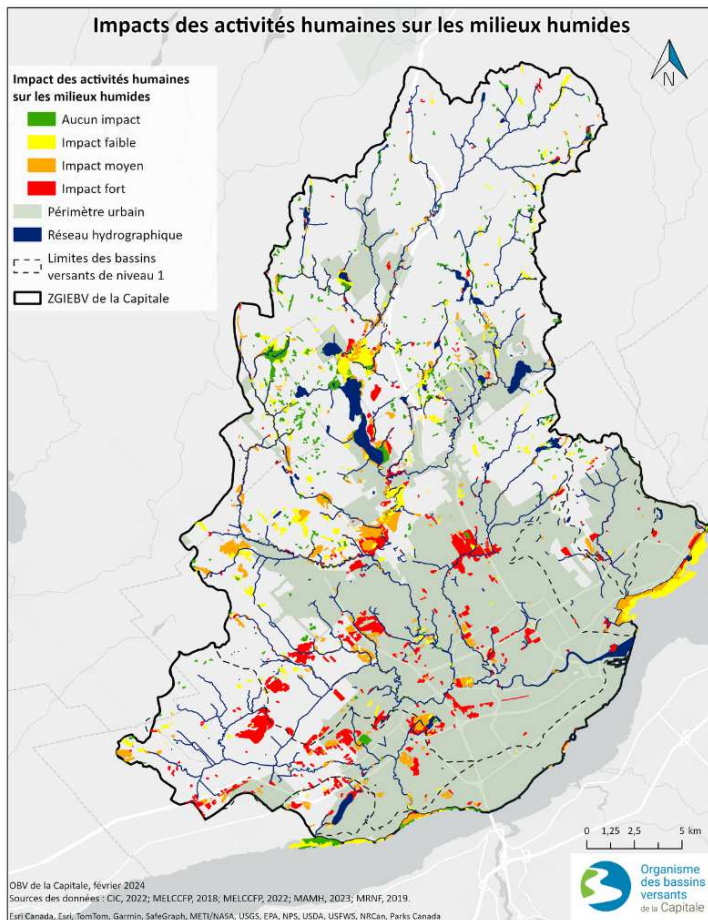 Impacts des activités humaines sur les milieux humides
N
Impact des activités humaines
sur les milieux humides
Aucun impact
Impact faible
Impact moyen
Impact fort
Périmètre urbain
Réseau hydrographique
Limites des bassins
versants de niveau 1
ZGIEBV de la Capitale
0 1,25 2,5 5 km
OBV de la Capitale, février 2024
Sources des données : CIC, 2022; MELCCFP, 2018; MELCCFP, 2022; MAMH, 2023; MRNF, 2019.
Esri Canada, Esri, TomTom, Garmin, SafeGraph, METI/NASA, USGS, EPA, NPS, USDA, USFWS, NRCan, Parks Canada
Organisme
des bassins
versants
de la Capitale